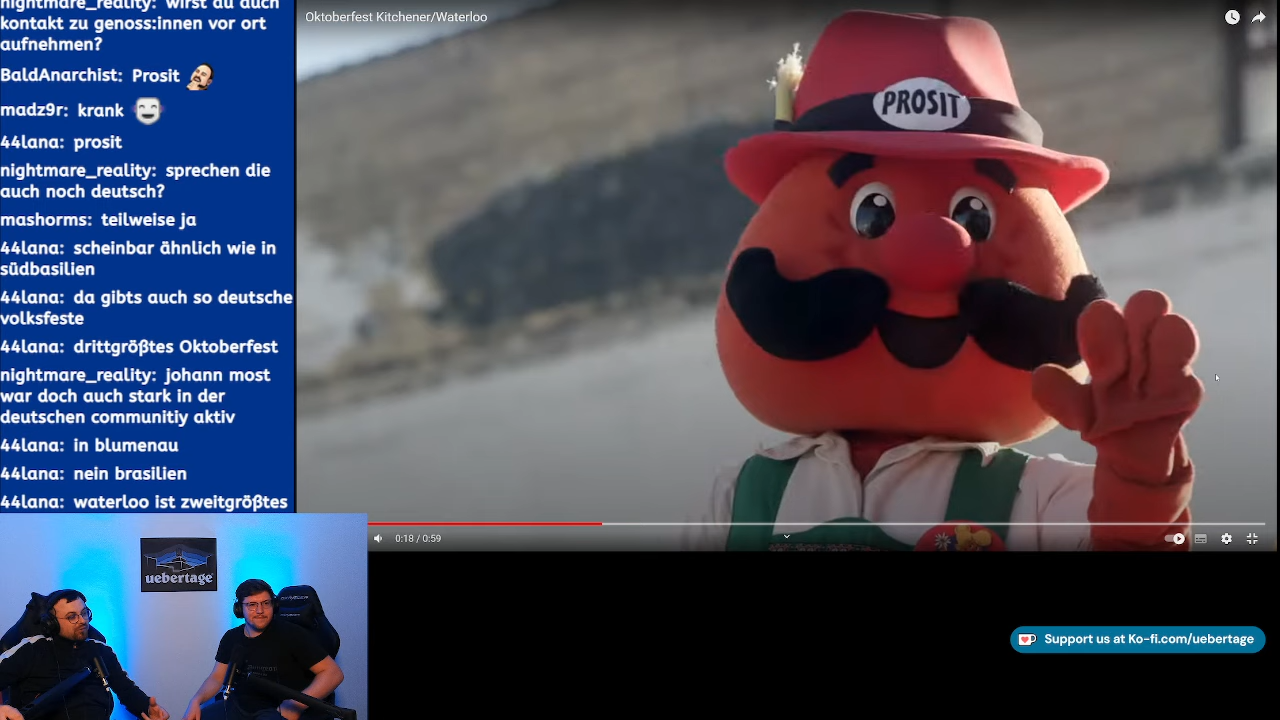 nightmare_reality: wirst du auch
kontakt zu genoss:innen vor ort
aufnehmen?
BaldAnarchist: Prosit
madz9r: krank
44lana: prosit
nightmare_reality: sprechen die
auch noch deutsch?
mashorms: teilweise ja
44lana: scheinbar ähnlich wie in
südbasilien
44lana: da gibts auch so deutsche
volksfeste
44lana: drittgrößtes Oktoberfest
nightmare_reality: johann most
war doch auch stark in der
deutschen communitiy aktiv
44lana: in blumenau
44lana: nein brasilien
44lana: waterloo ist zweitgrößtes
Oktoberfest Kitchener/Waterloo
PROSIT
0:18 / 0:59
uebertage
Support us at Ko-fi.com/uebertage